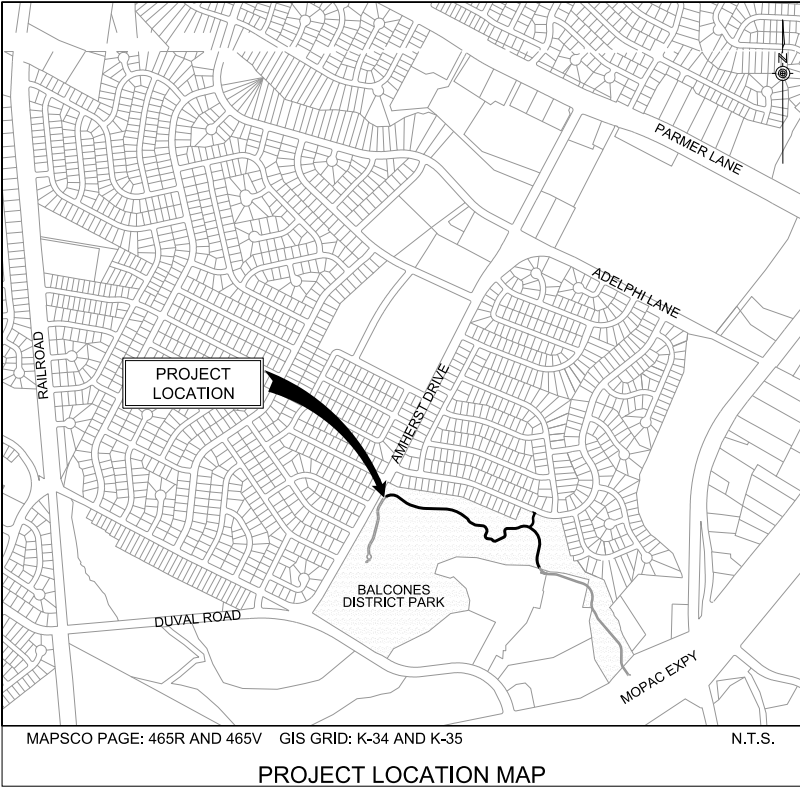 N
PARMER LANE
ADELPHI LANE
RAILROAD
PROJECT
LOCATION
AMHERST DRIVE
BALCONES
DISTRICT PARK
DUVAL ROAD
MOPAC EXPY
MAPSCO PAGE: 465R AND 465V GIS GRID: K-34 AND K-35
N.T.S.
PROJECT LOCATION MAP